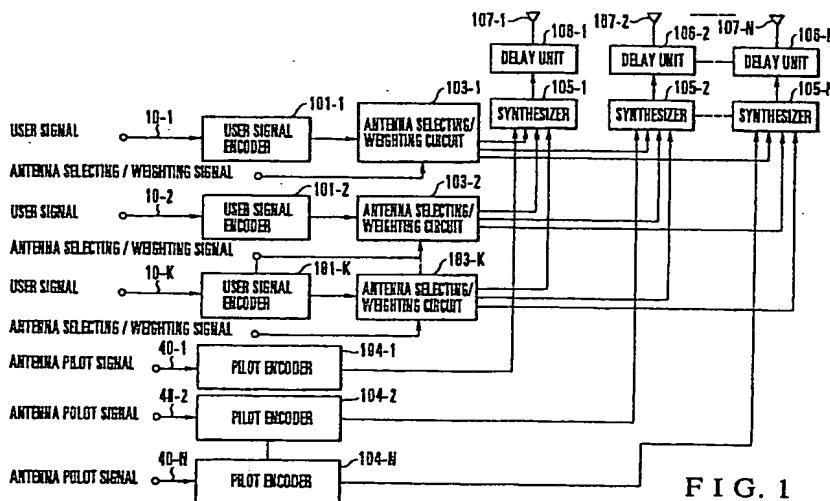 107-1 107-2 107-N
108-1 106-2 106-N
DELAY UNIT DELAY UNIT DELAY UNIT
103-1 105-1 105-2 105-N
101-1
USER SIGNAL 10-1 USER SIGNAL ENCODER ANTENNA SELECTING/ WEIGHTING CIRCUIT SYNTHESIZER SYNTHESIZER SYNTHESIZER
ANTENNA SELECTING / WEIGHTING SIGNAL
101-2 103-2
USER SIGNAL 10-2 USER SIGNAL ENCODER ANTENNA SELECTING/ WEIGHTING CIRCUIT
ANTENNA SELECTING / WEIGHTING SIGNAL
101-K 103-K
USER SIGNAL 10-K USER SIGNAL ENCODER ANTENNA SELECTING/ WEIGHTING CIRCUIT
ANTENNA SELECTING / WEIGHTING SIGNAL
ANTENNA PILOT SIGNAL 40-1 PILOT ENCODER 104-1
ANTENNA POLOT SIGNAL 40-2 PILOT ENCODER 104-2
ANTENNA POLOT SIGNAL 40-N PILOT ENCODER 104-N
FIG. 1